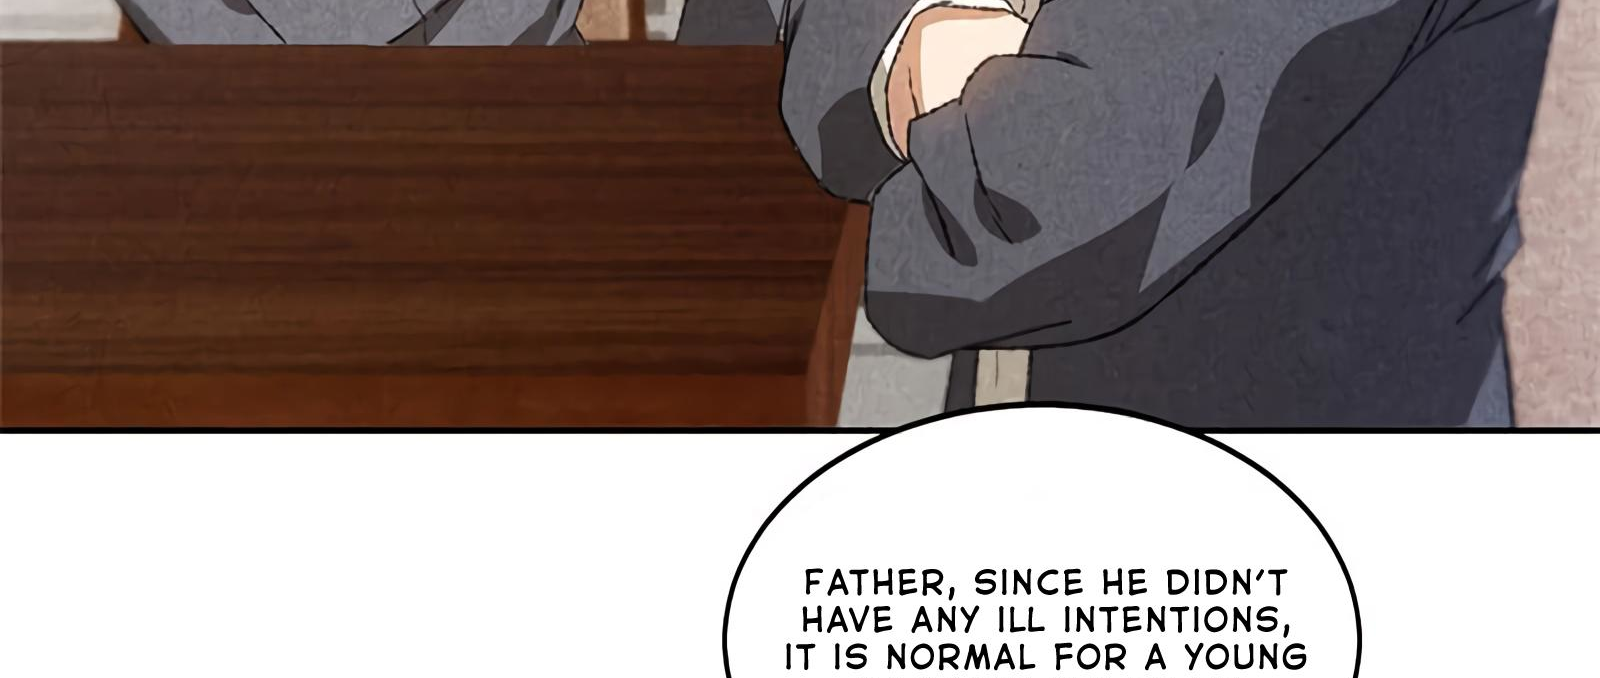 FATHER, SINCE HE DIDN'T
HAVE ANY ILL INTENTIONS,
IT IS NORMAL FOR A YOUNG